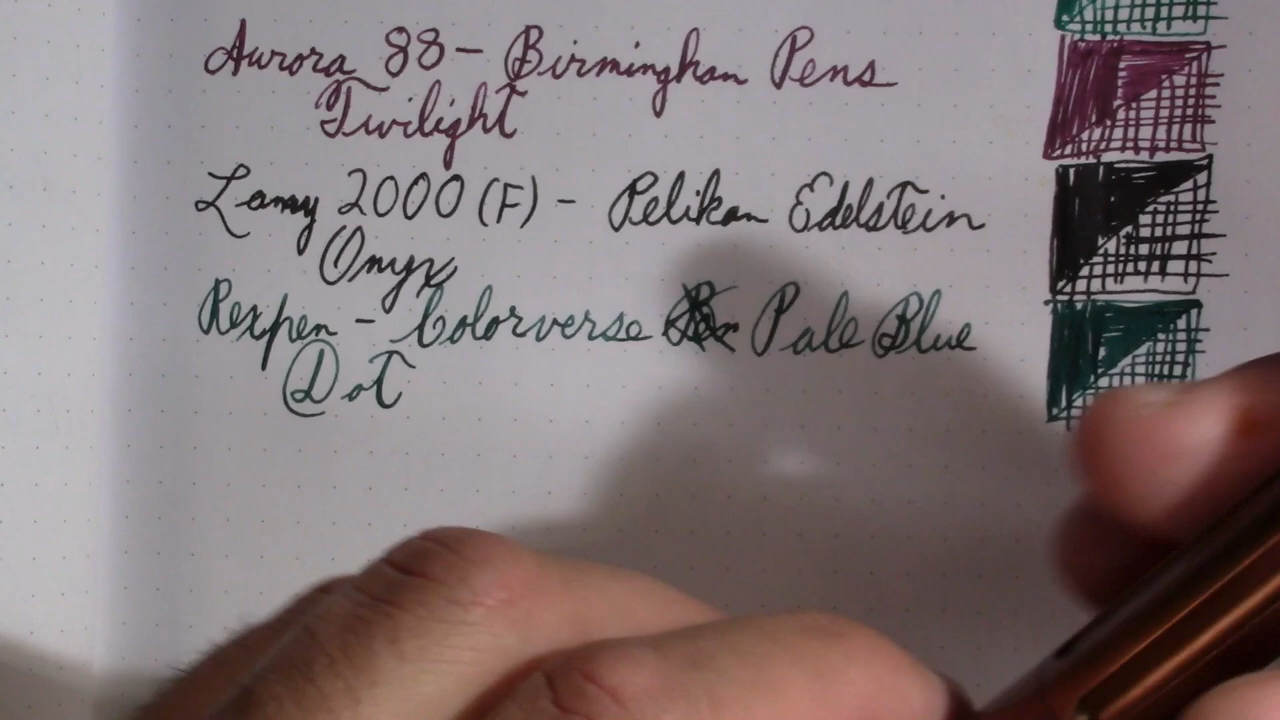 Aurora 88 - Birmingham Pens
Twilight
Lamy 2000 (F) - Pelikan Edelstein
Onyx
Rexpen - Colorverse Pale Blue
Dot